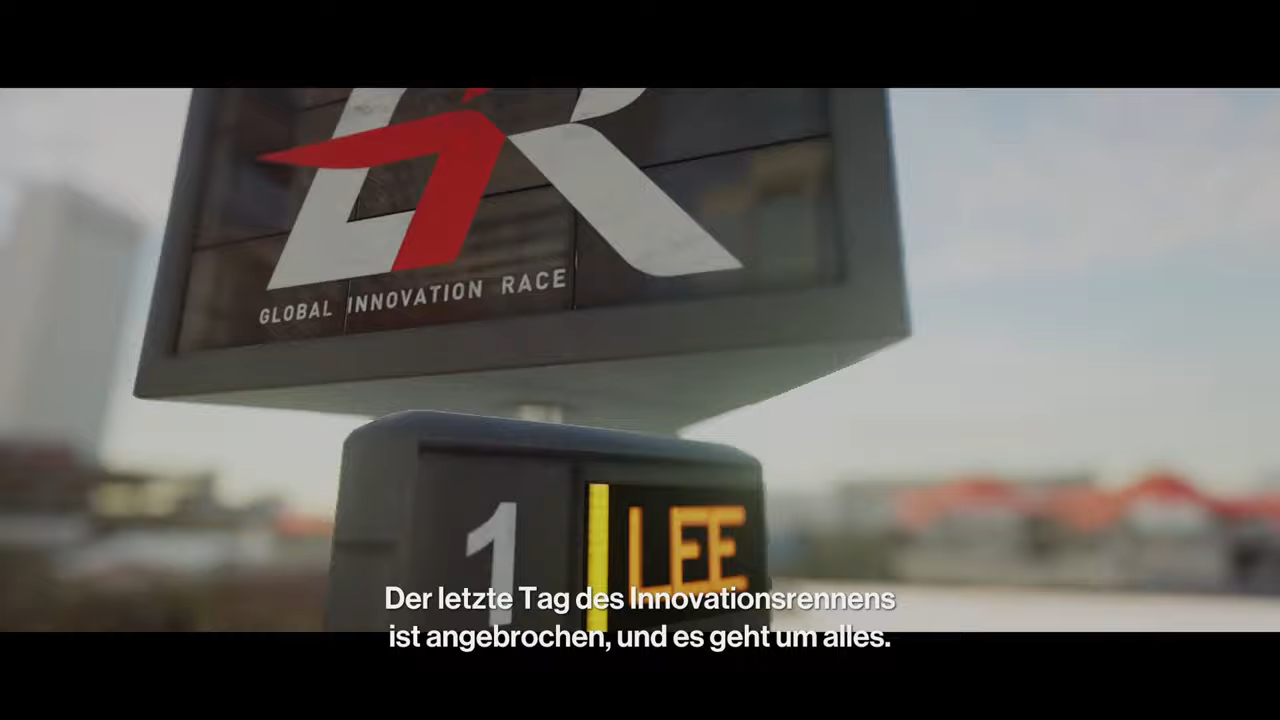 GLOBAL INNOVATION RACE
1 LEE
Der letzte Tag des Innovationsrennens
ist angebrochen, und es geht um alles.